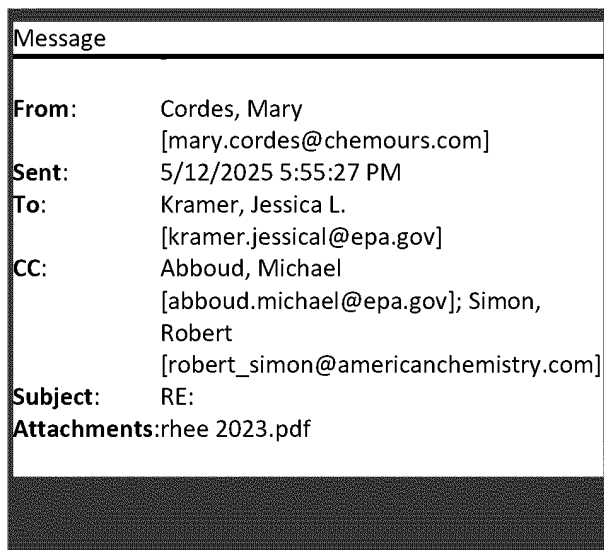 Message
From: Cordes, Mary
[mary.cordes@chemours.com]
Sent: 5/12/2025 5:55:27 PM
To: Kramer, Jessica L.
[kramer.jessical@epa.gov]
CC: Abboud, Michael
[abboud.michael@epa.gov]; Simon,
Robert
[robert_simon@americanchemistry.com]
Subject: RE:
Attachments:rhee 2023.pdf